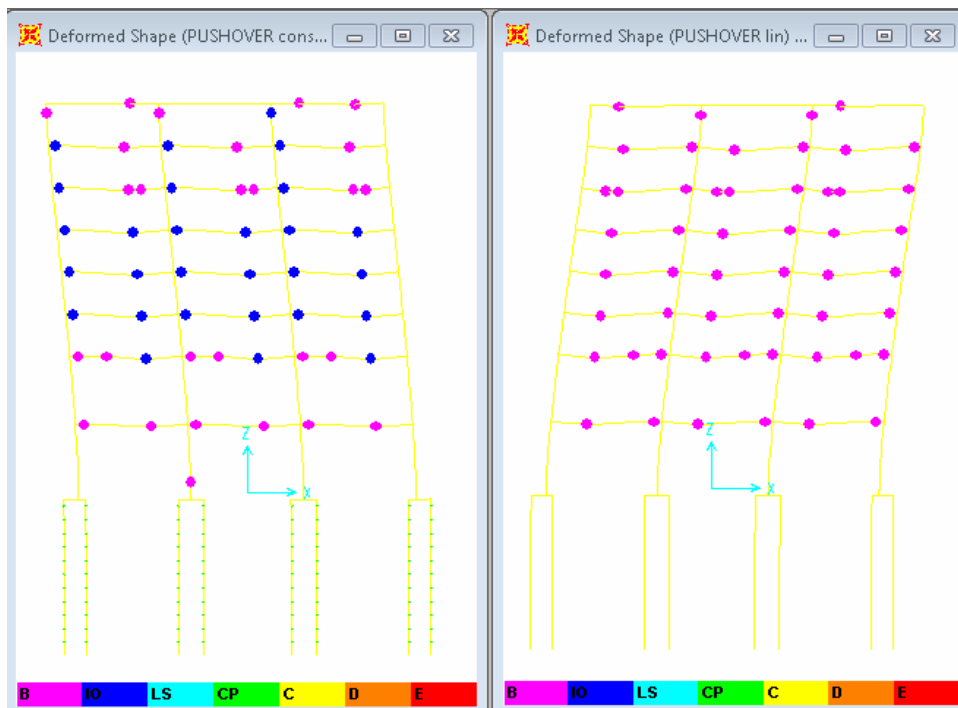 Deformed Shape (PUSHOVER cons...
Deformed Shape (PUSHOVER lin) ...
Z
X
Z
X
B IO LS CP C D E
B IO LS CP C D E